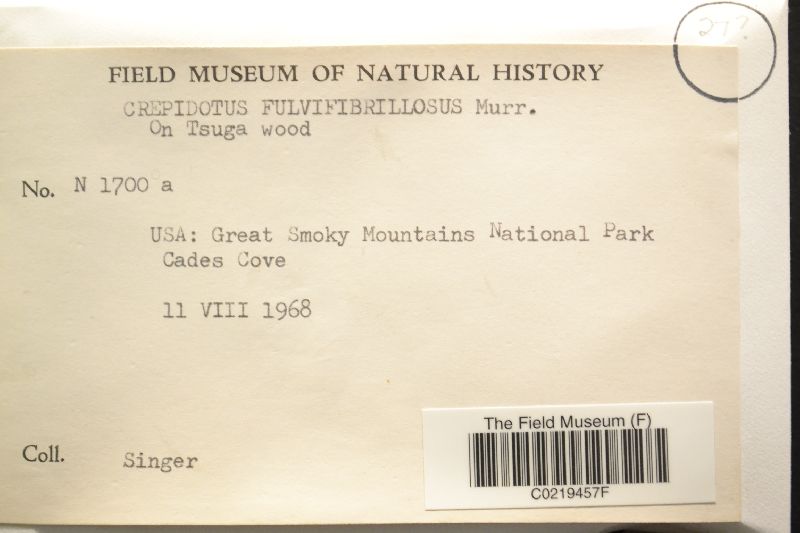 FIELD MUSEUM OF NATURAL HISTORY
CREPIDOTUS FULVIFIBRILLOSUS Murr.
On Tsuga wood
No. N 1700 a
USA: Great Smoky Mountains National Park
Cades Cove
11 VIII 1968
Coll. Singer
The Field Museum (F)
C0219457F